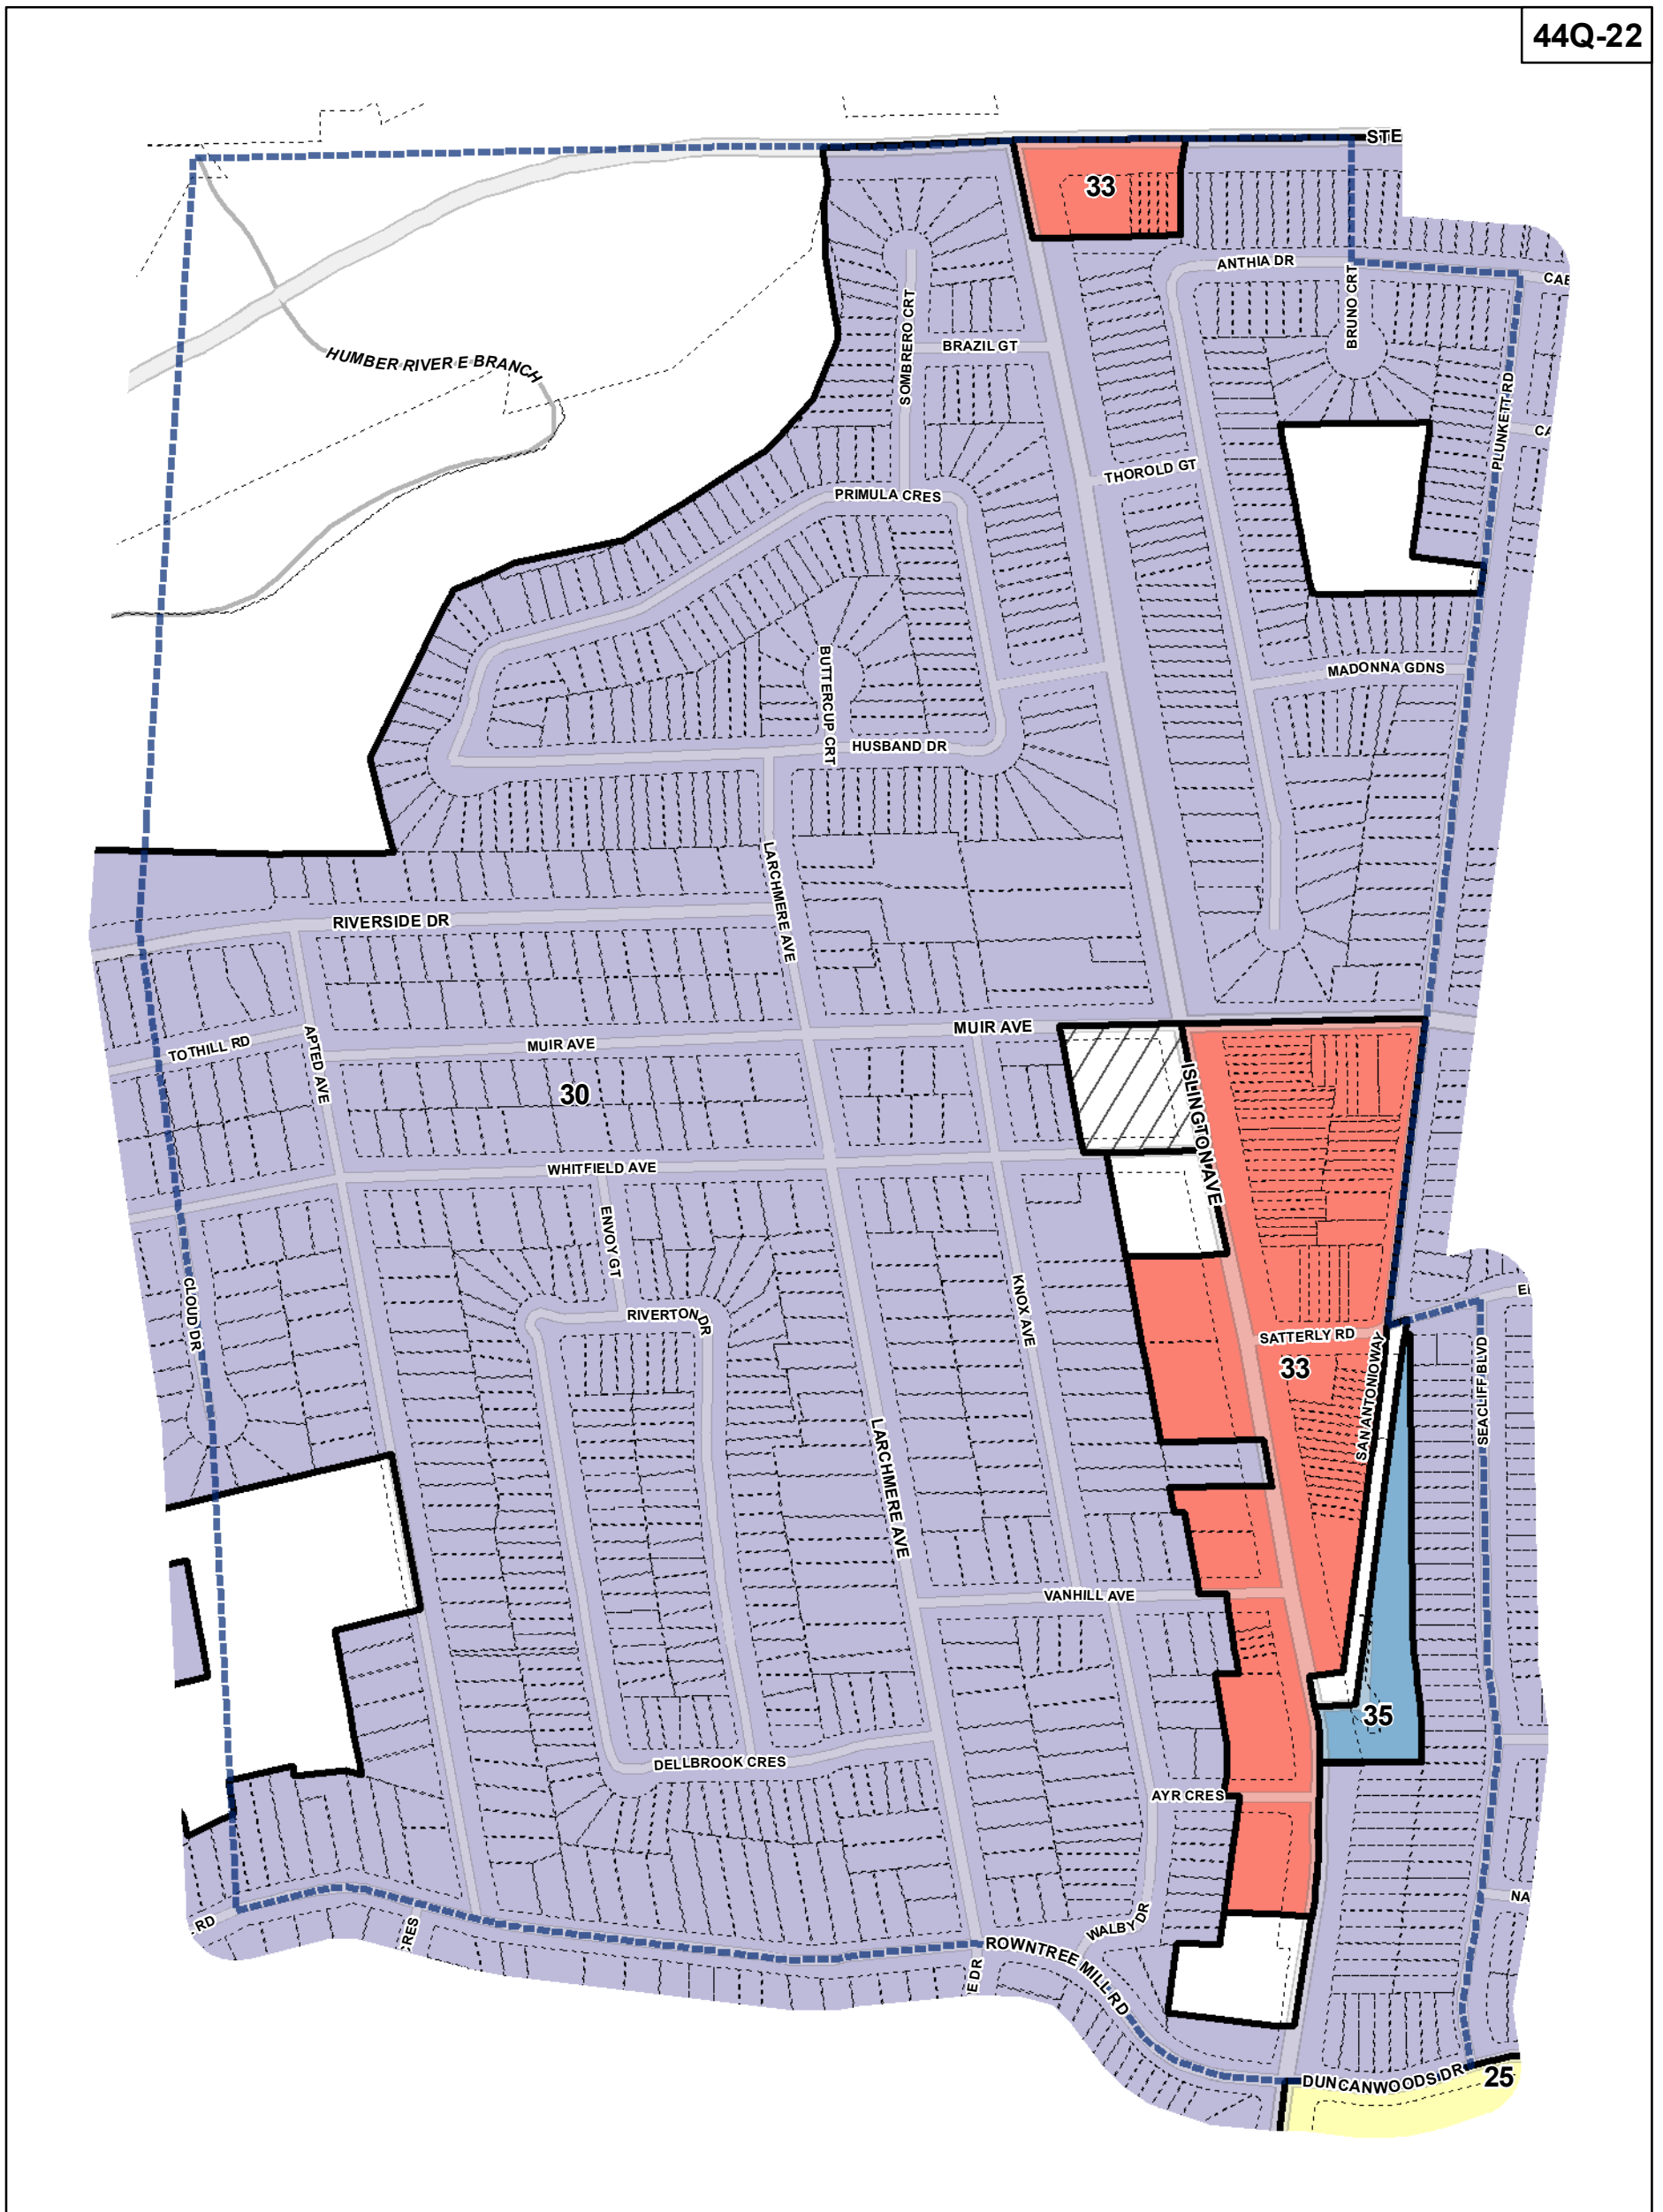 44Q-22
STE
33
ANTHIA DR
CAE
BRUNO CRT
SOMBRERO CRT
BRAZIL GT
HUMBER RIVER E BRANCH
PLUNKETT RD
THOROLD GT
PRIMULA CRES
MADONNA GDNS
BUTTERCUP CRT
HUSBAND DR
LARCHMERE AVE
RIVERSIDE DR
MUIR AVE
MUIR AVE
TOTHILL RD
APTED AVE
30
ISLINGTON AVE
WHITFIELD AVE
ENVOY GT
CLOUD DR
KNOX AVE
RIVERTON DR
SATTERLY RD
33
SAN ANTONIO WAY
SEACLIFF BLVD
LARCHMERE AVE
VANHILL AVE
35
DELLBROOK CRES
AYR CRES
NA
WALBY DR
RD
CRES
ROWNTREE MILL RD
E DR
DUNCANWOODS DR
25